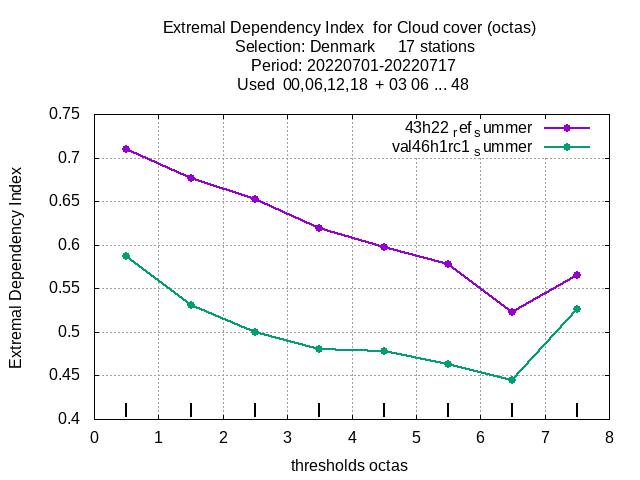 Extremal Dependency Index  for Cloud cover (octas)
Selection: Denmark     17 stations
Period: 20220701-20220717
Used  00,06,12,18  + 03 06 ... 48
0.75
0.7
0.65
0.6
0.55
0.5
0.45
0.4
Extremal Dependency Index
43h22 ref summer
val46h1rc1 summer
0 1 2 3 4 5 6 7 8
thresholds octas